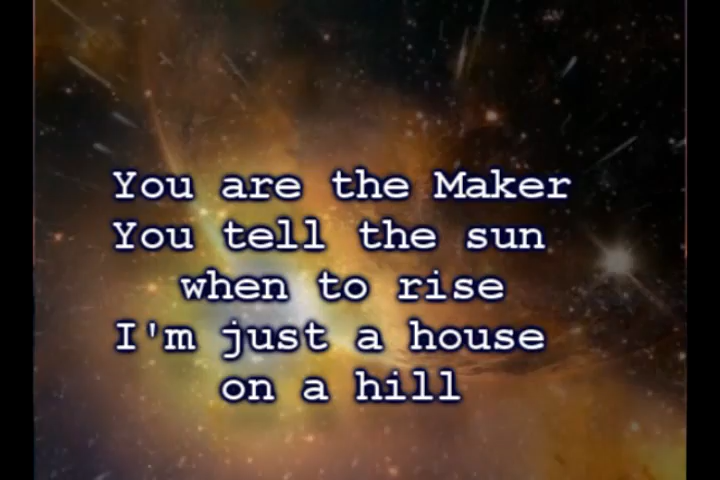 You are the Maker
You tell the sun
when to rise
I'm just a house
on a hill